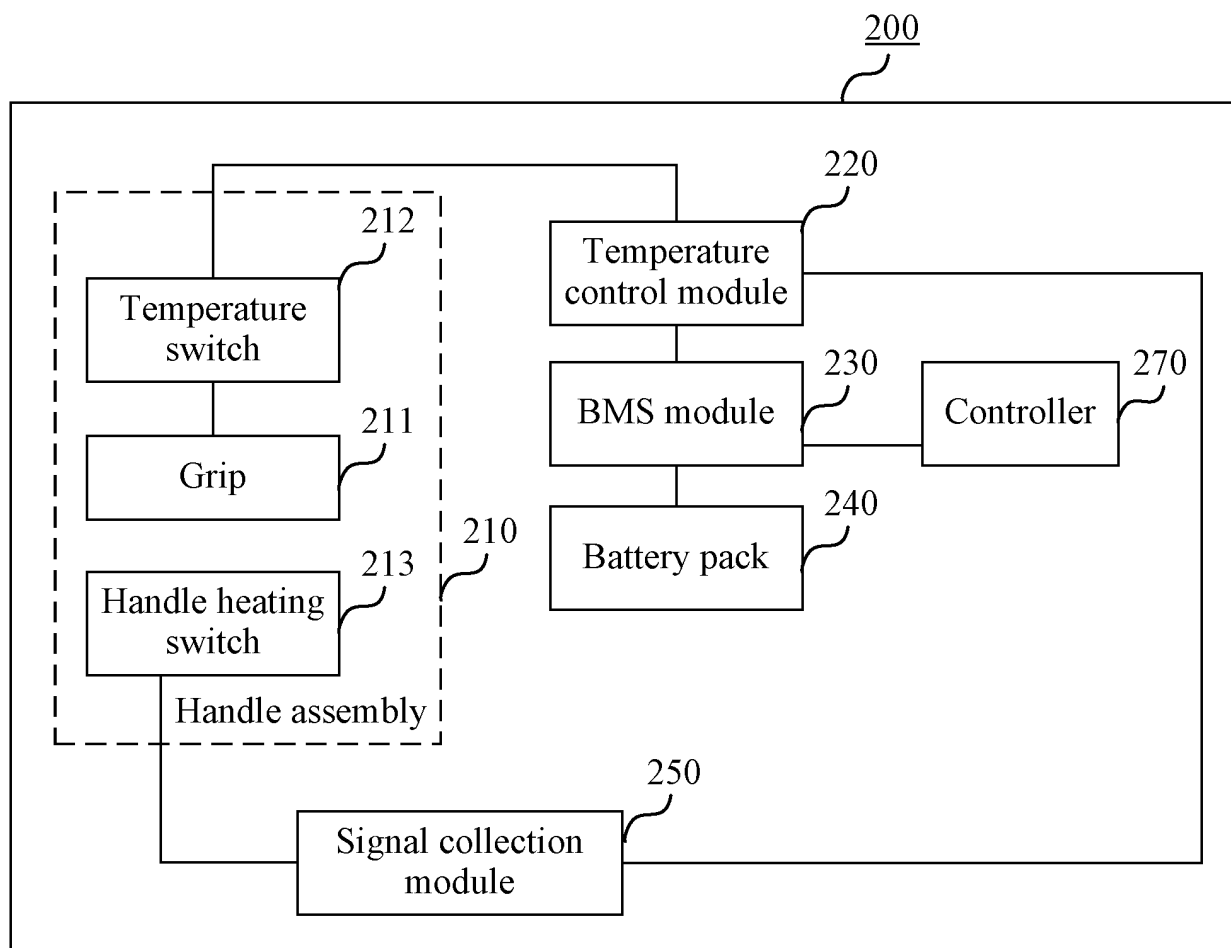 200
220
212
Temperature
control module
Temperature
switch
230
270
BMS module
Controller
211
Grip
240
210
Battery pack
213
Handle heating
switch
Handle assembly
250
Signal collection
module